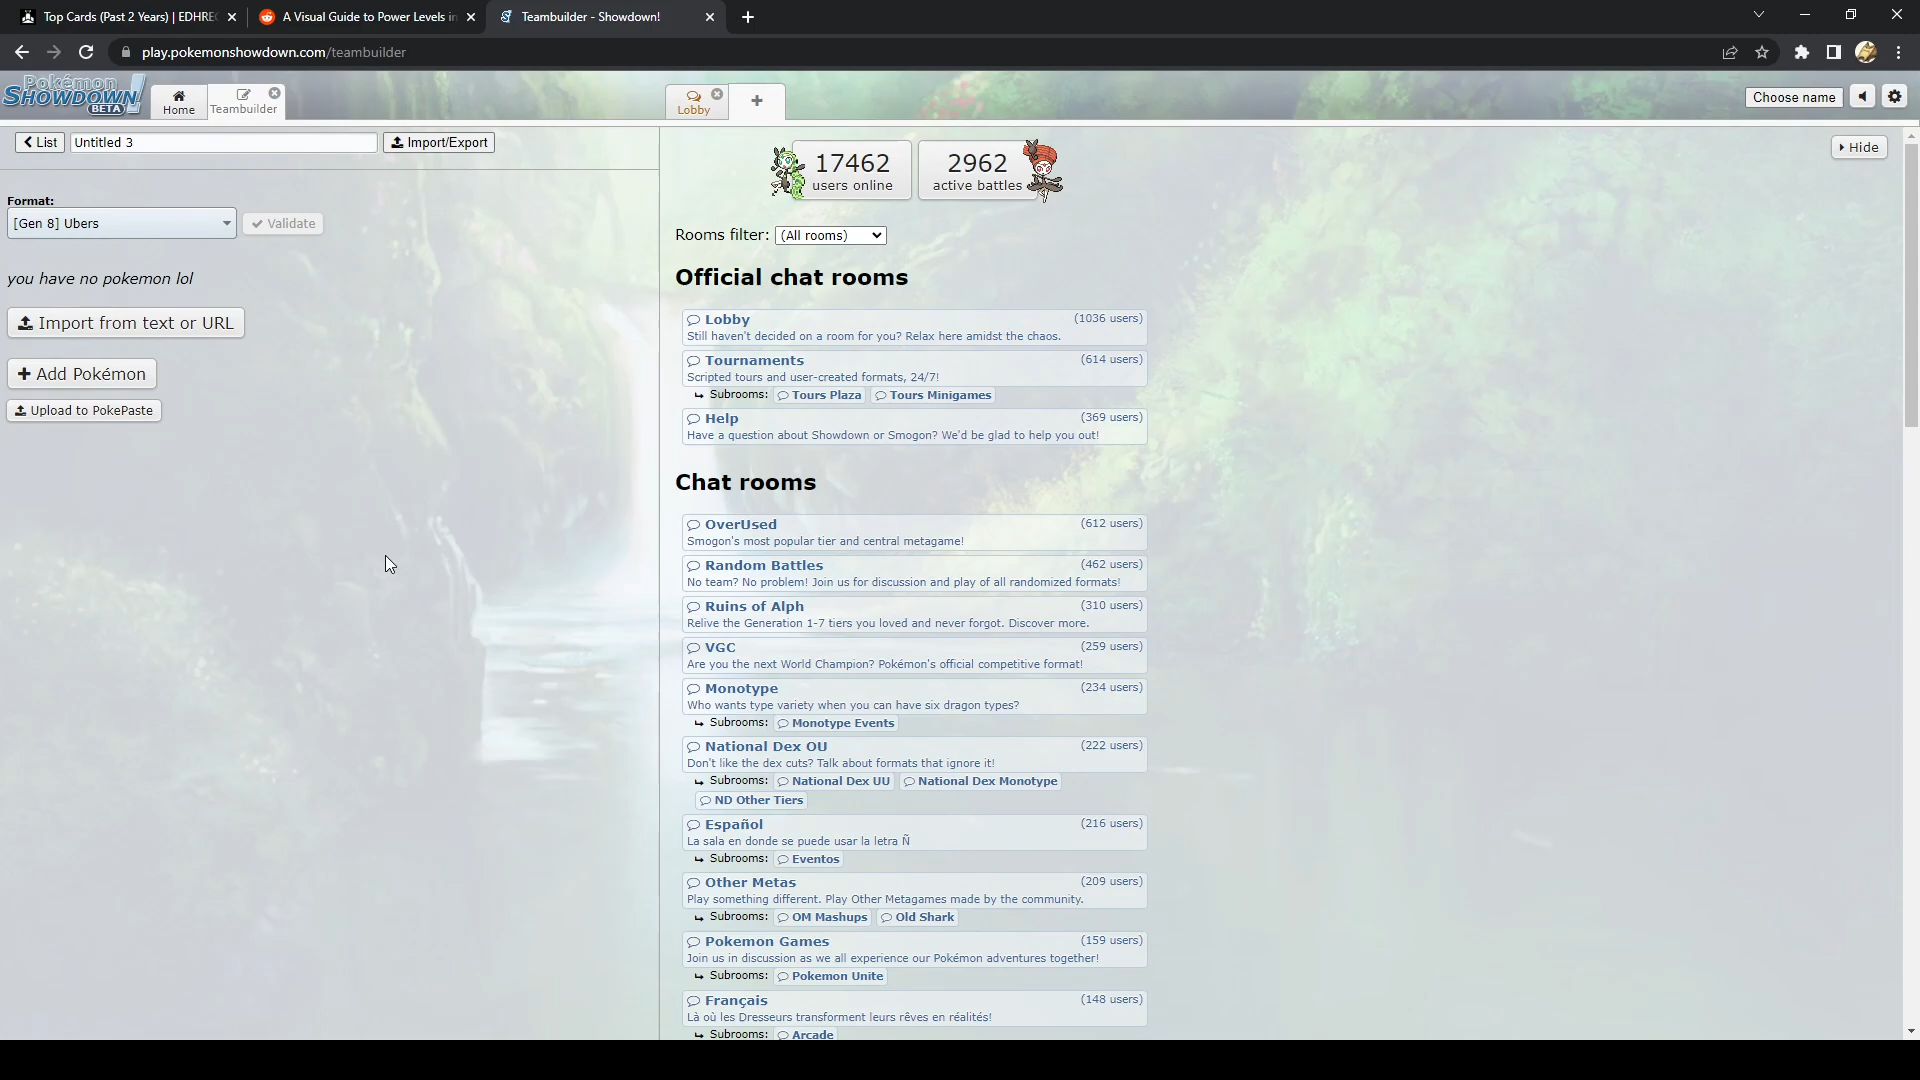 Top Cards (Past 2 Years) | EDHREC
A Visual Guide to Power Levels in
Teambuilder - Showdown!
play.pokemonshowdown.com/teambuilder
Pokémon
SHOWDOWN!
BETA
Home
Teambuilder
Lobby
Choose name
List
Untitled 3
Import/Export
Format:
[Gen 8] Ubers
Validate
you have no pokemon lol
Import from text or URL
Add Pokémon
Upload to PokePaste
17462
users online
2962
active battles
Hide
Rooms filter: (All rooms)
Official chat rooms
Lobby (1036 users)
Still haven't decided on a room for you? Relax here amidst the chaos.
Tournaments (614 users)
Scripted tours and user-created formats, 24/7!
Subrooms: Tours Plaza Tours Minigames
Help (369 users)
Have a question about Showdown or Smogon? We'd be glad to help you out!
Chat rooms
OverUsed (612 users)
Smogon's most popular tier and central metagame!
Random Battles (462 users)
No team? No problem! Join us for discussion and play of all randomized formats!
Ruins of Alph (310 users)
Relive the Generation 1-7 tiers you loved and never forgot. Discover more.
VGC (259 users)
Are you the next World Champion? Pokémon's official competitive format!
Monotype (234 users)
Who wants type variety when you can have six dragon types?
Subrooms: Monotype Events
National Dex OU (222 users)
Don't like the dex cuts? Talk about formats that ignore it!
Subrooms: National Dex UU National Dex Monotype
ND Other Tiers
Español (216 users)
La sala en donde se puede usar la letra Ñ
Subrooms: Eventos
Other Metas (209 users)
Play something different. Play Other Metagames made by the community.
Subrooms: OM Mashups Old Shark
Pokemon Games (159 users)
Join us in discussion as we all experience our Pokémon adventures together!
Subrooms: Pokemon Unite
Français (148 users)
Là où les Dresseurs transforment leurs rêves en réalités!
Subrooms: Arcade